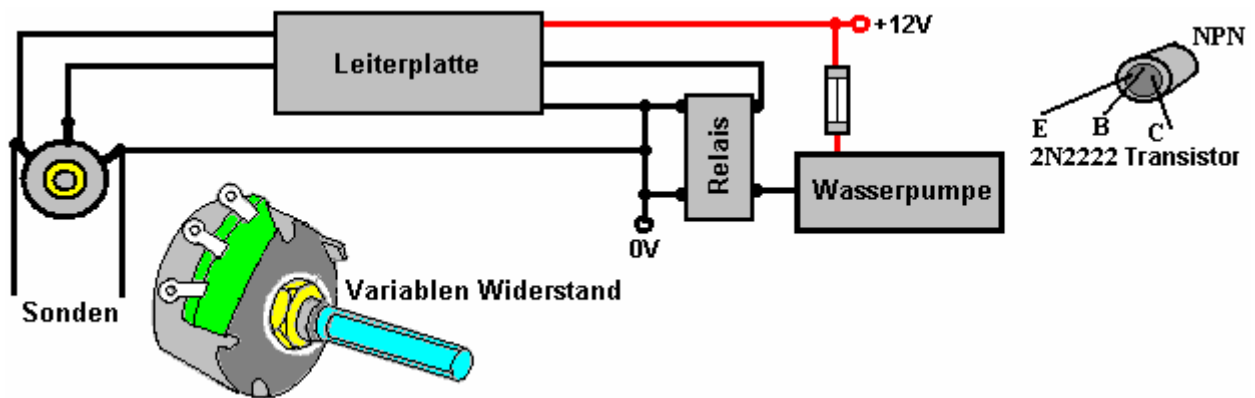 +12V
NPN
Leiterplatte
E
B
C
2N2222 Transistor
Relais
Wasserpumpe
0V
Variablen Widerstand
Sonden